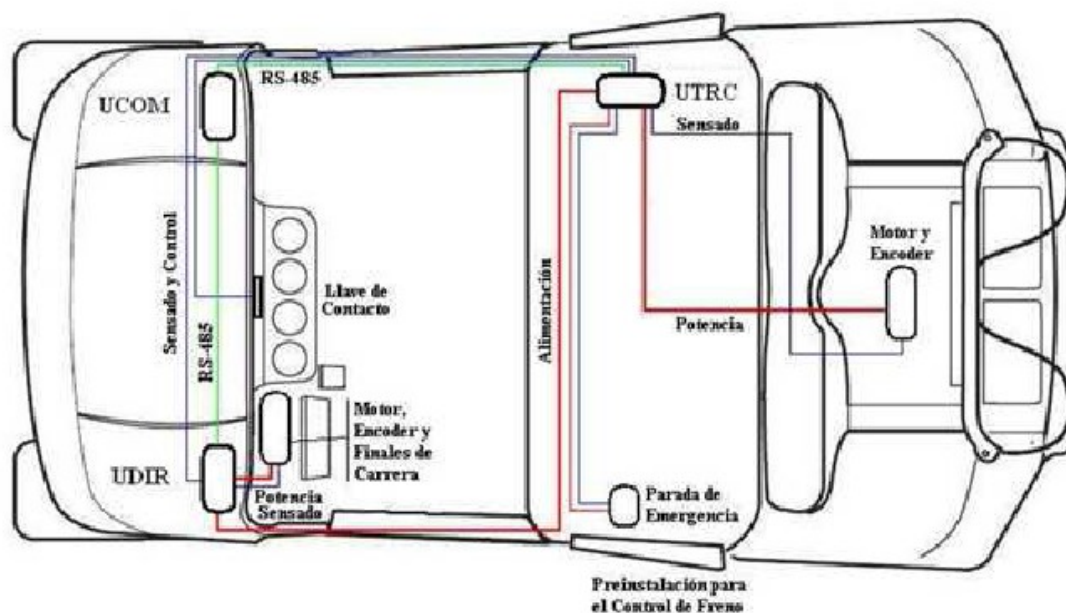 RS-485
UCOM
UTRC
Sensado
Sensado y Control
RS-485
Llave de
Contacto
Alimentación
Motor y
Encoder
Potencia
Motor,
Encoder y
Finales de
Carrera
UDIR
Potencia
Sensado
Parada de
Emergencia
Preinstalación para
el Control de Freno